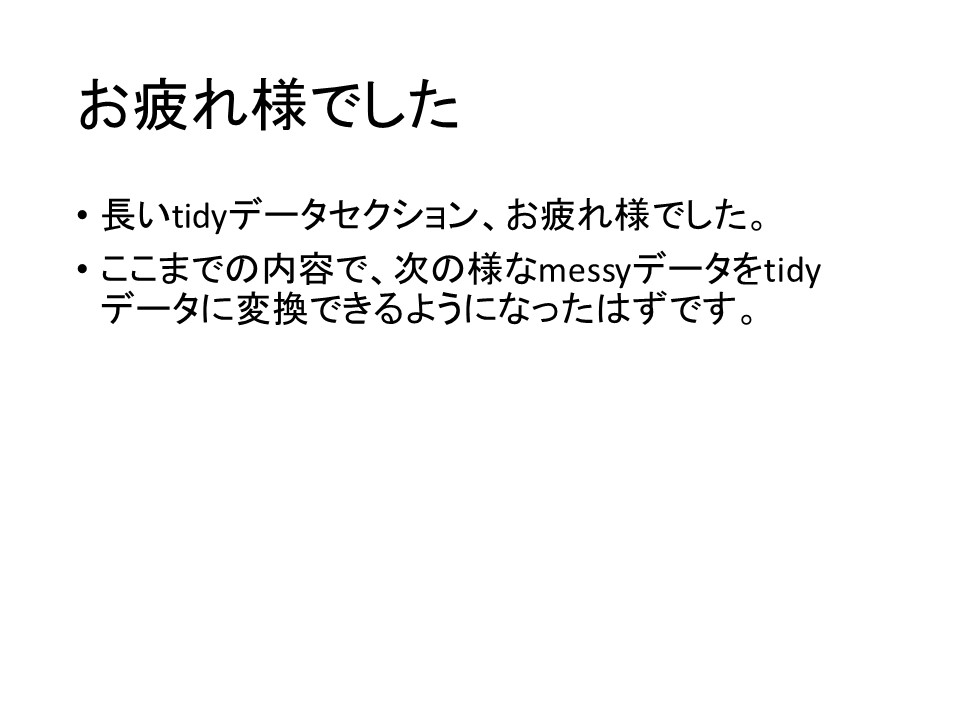 お疲れ様でした
• 長いtidyデータセクション、お疲れ様でした。
• ここまでの内容で、次の様なmessyデータをtidy
データに変換できるようになったはずです。